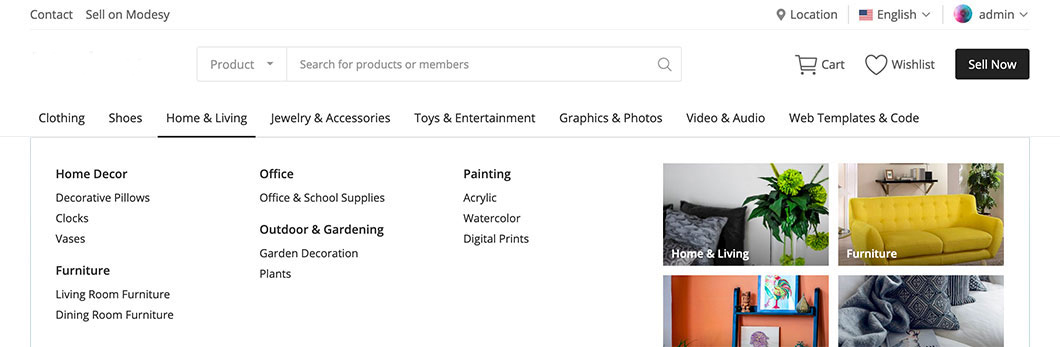 Contact Sell on Modesy Location English admin
Product Search for products or members Cart Wishlist Sell Now
Clothing Shoes Home & Living Jewelry & Accessories Toys & Entertainment Graphics & Photos Video & Audio Web Templates & Code
Home Decor
Decorative Pillows
Clocks
Vases
Furniture
Living Room Furniture
Dining Room Furniture
Office
Office & School Supplies
Outdoor & Gardening
Garden Decoration
Plants
Painting
Acrylic
Watercolor
Digital Prints
Home & Living
Furniture